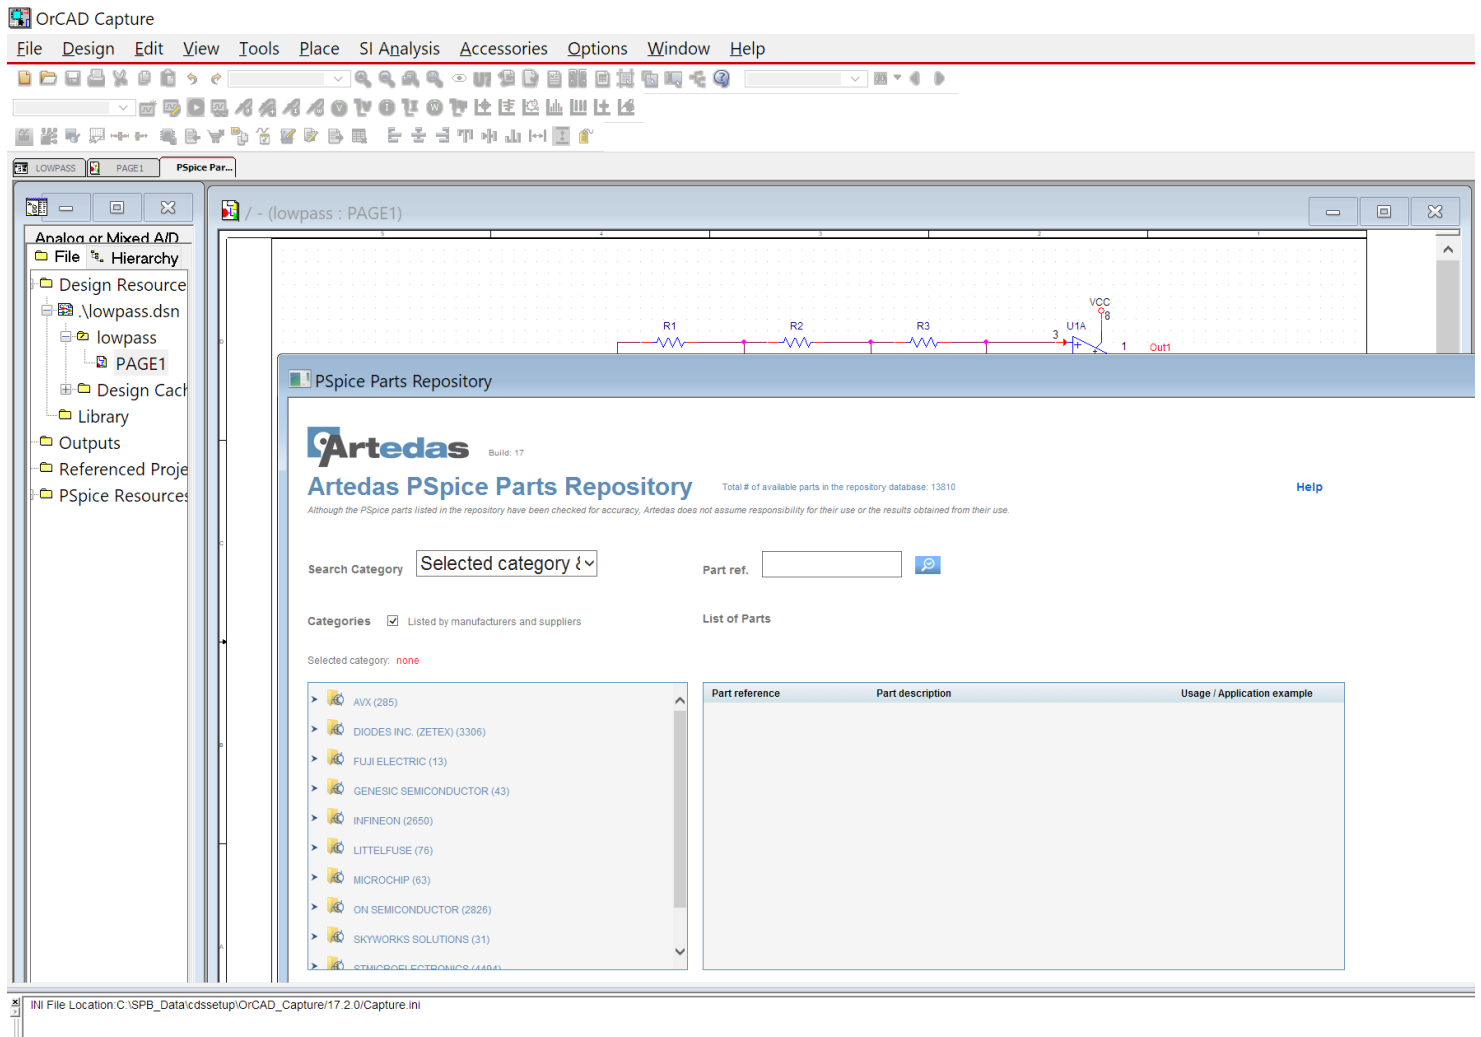 OrCAD Capture
File Design Edit View Tools Place SI Analysis Accessories Options Window Help
LOWPASS PAGE1 PSpice Par...
/ - (lowpass : PAGE1)
Analog or Mixed A/D
File Hierarchy
Design Resource
.\lowpass.dsn
lowpass
PAGE1
Design Cach
Library
Outputs
Referenced Proje
PSpice Resources
5 4 3 2 1
VCC
8
R1 R2 R3 3 U1A 1 Out1
D
C
B
A
PSpice Parts Repository
Artedas Build: 17
Artedas PSpice Parts Repository Total # of available parts in the repository database: 13810 Help
Although the PSpice parts listed in the repository have been checked for accuracy, Artedas does not assume responsibility for their use or the results obtained from their use.
Search Category Selected category & Part ref.
Categories Listed by manufacturers and suppliers List of Parts
Selected category: none
Part reference Part description Usage / Application example
AVX (285)
DIODES INC. (ZETEX) (3306)
FUJI ELECTRIC (13)
GENESIC SEMICONDUCTOR (43)
INFINEON (2650)
LITTELFUSE (76)
MICROCHIP (63)
ON SEMICONDUCTOR (2826)
SKYWORKS SOLUTIONS (31)
STMICROELECTRONICS (4494)
INI File Location:C:\SPB_Data\cdssetup\OrCAD_Capture/17.2.0/Capture.ini